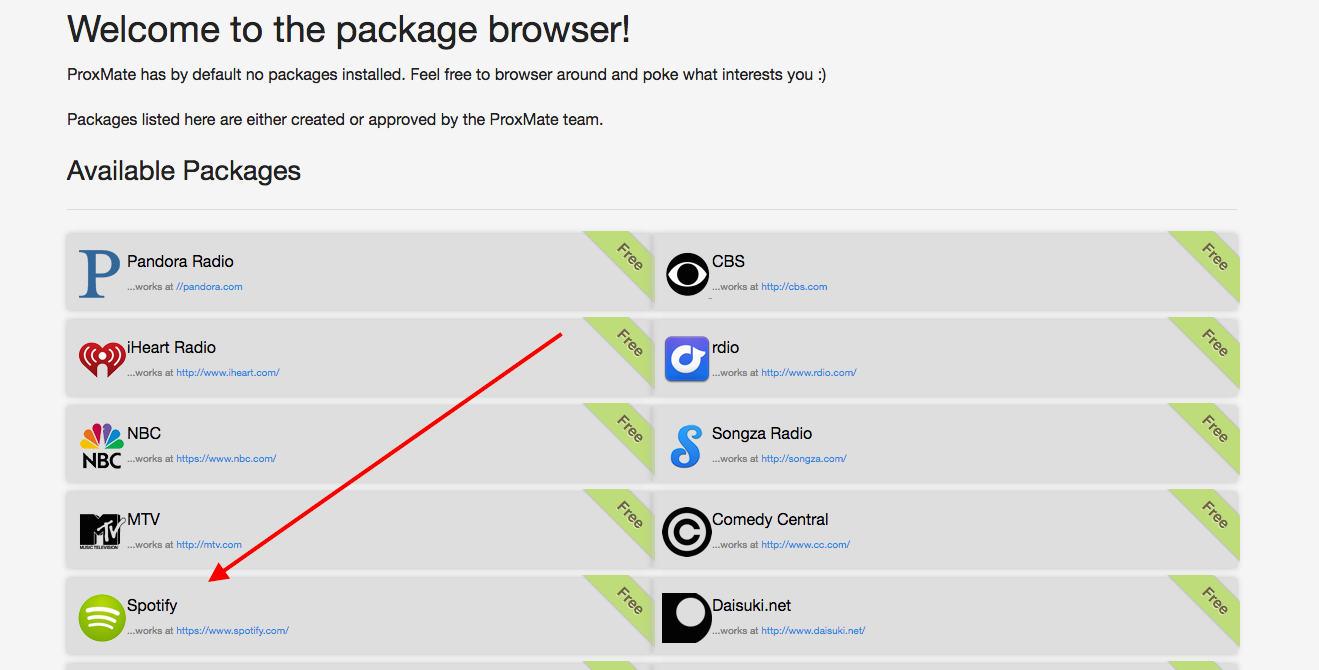 Welcome to the package browser!
ProxMate has by default no packages installed. Feel free to browser around and poke what interests you :)
Packages listed here are either created or approved by the ProxMate team.
Available Packages
Pandora Radio
...works at //pandora.com
Free
CBS
...works at http://cbs.com
Free
iHeart Radio
...works at http://www.iheart.com/
Free
rdio
...works at http://www.rdio.com/
Free
NBC
NBC
...works at https://www.nbc.com/
Free
Songza Radio
...works at http://songza.com/
Free
MTV
MUSIC TELEVISION
MTV
...works at http://mtv.com
Free
Comedy Central
...works at http://www.cc.com/
Free
Spotify
...works at https://www.spotify.com/
Free
Daisuki.net
...works at http://www.daisuki.net/
Free